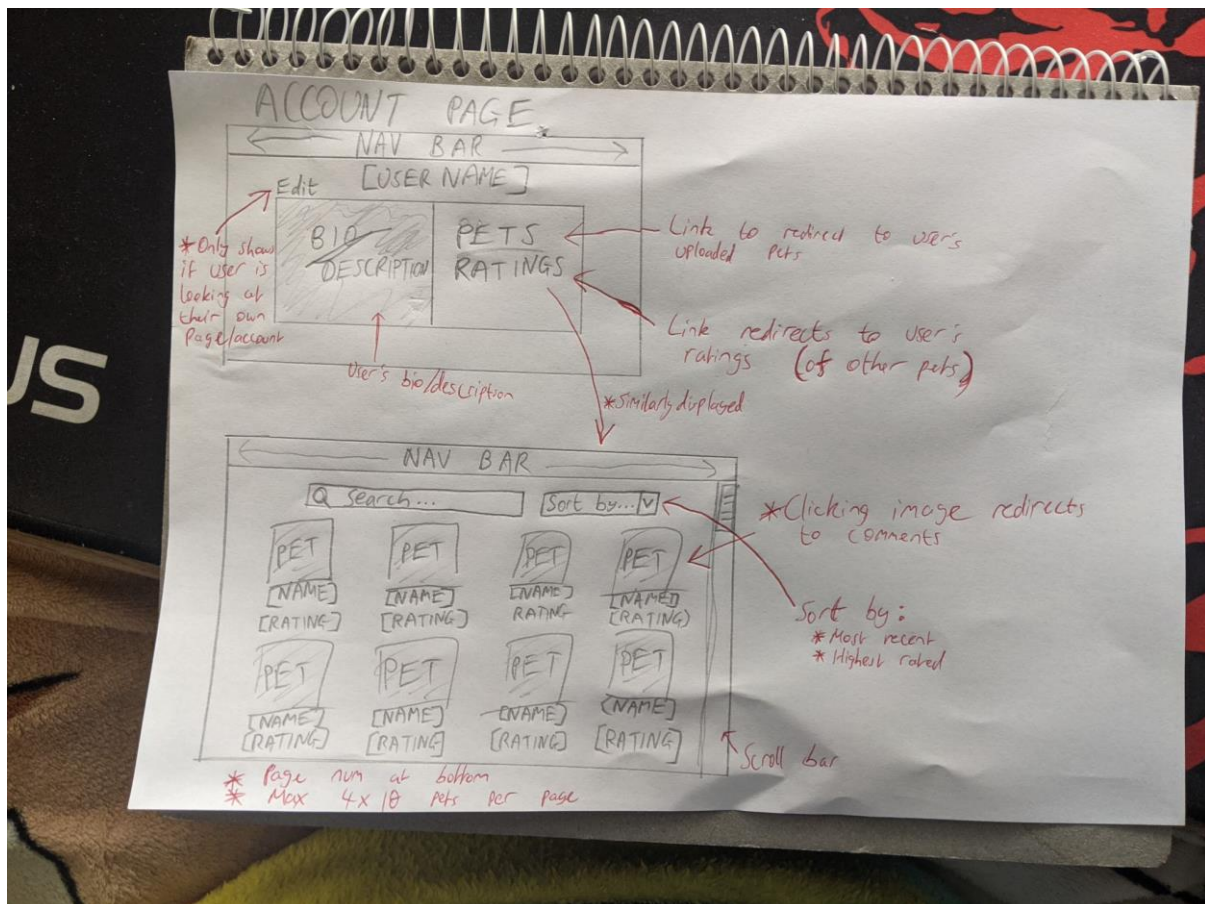 ACCOUNT PAGE
*
NAV BAR
[USER NAME]
Edit
BIO
DESCRIPTION
PETS
RATINGS
*Only shows
if user is
looking at
their own
Page/account
User's bio/description
Link to redirect to user's
uploaded pets
Link redirects to user's
ratings (of other pets)
*Similarly displayed
US
NAV BAR
Search...
Sort by... v
PET PET PET PET
[NAME] [NAME] [NAME] [NAME]
[RATING] [RATING] RATING [RATING]
PET PET PET PET
[NAME] [NAME] [NAME] [NAME]
[RATING] [RATING] [RATING] [RATING]
*Clicking image redirects
to comments
Sort by:
* Most recent
* Highest rated
Scroll bar
* Page num at bottom
* Max 4x10 pets per page